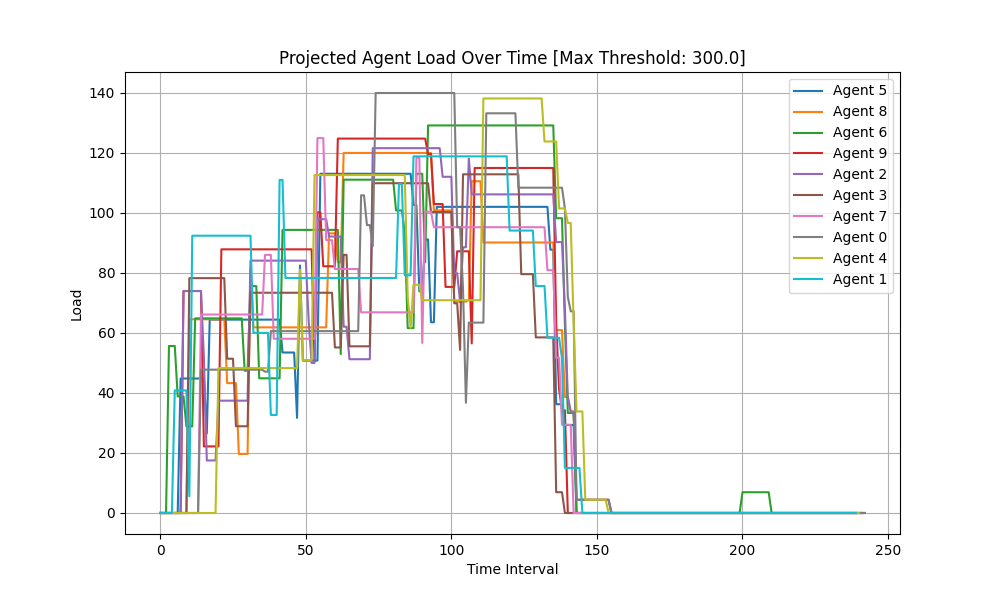 Projected Agent Load Over Time [Max Threshold: 300.0]
Load
140
120
100
80
60
40
20
0
0 50 100 150 200 250
Time Interval
Agent 5
Agent 8
Agent 6
Agent 9
Agent 2
Agent 3
Agent 7
Agent 0
Agent 4
Agent 1